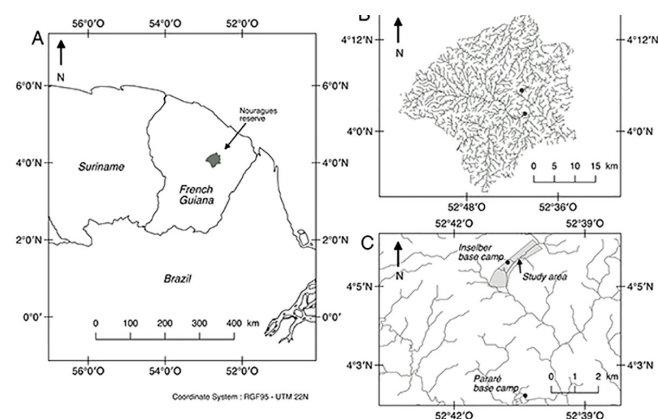 A
56°0'O
54°0'O
52°0'O
N
6°0'N
6°0'N
Nouragues
reserve
4°0'N
4°0'N
Suriname
French
Guiana
2°0'N
2°0'N
Brazil
0°0'
0°0'
0 100 200 300 400 km
56°0'O
54°0'O
52°0'O
Coordinate System : RGF95 - UTM 22N
B
N
4°12'N
4°12'N
4°0'N
4°0'N
0 5 10 15 km
52°48'O
52°36'O
C
52°42'O
52°39'O
N
Inselber
base camp
Study area
4°5'N
4°5'N
4°3'N
4°3'N
Pararé
base camp
0 1 2 km
52°42'O
52°39'O